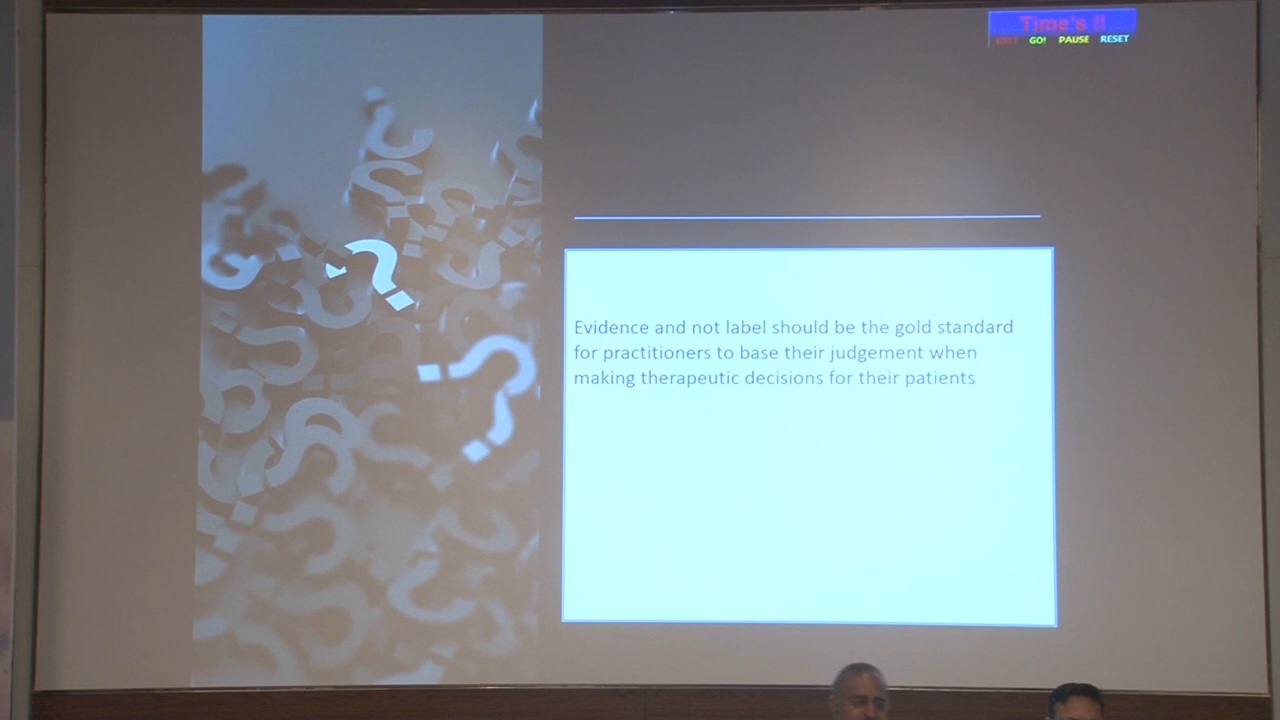 Time's !!
EXIT GO! PAUSE RESET
Evidence and not label should be the gold standard
for practitioners to base their judgement when
making therapeutic decisions for their patients